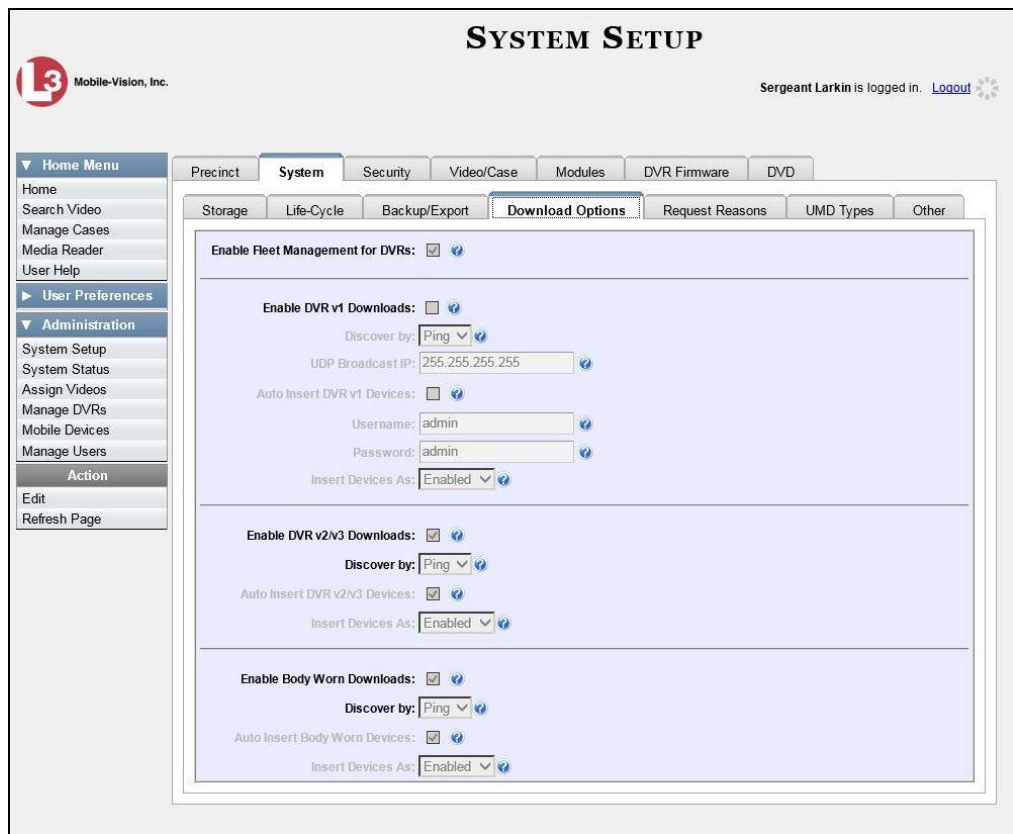 SYSTEM SETUP
L3 Mobile-Vision, Inc.
Sergeant Larkin is logged in. Logout
▼ Home Menu
Home
Search Video
Manage Cases
Media Reader
User Help
▶ User Preferences
▼ Administration
System Setup
System Status
Assign Videos
Manage DVRs
Mobile Devices
Manage Users
Action
Edit
Refresh Page
Precinct System Security Video/Case Modules DVR Firmware DVD
Storage Life-Cycle Backup/Export Download Options Request Reasons UMD Types Other
Enable Fleet Management for DVRs: ?
Enable DVR v1 Downloads: ?
Discover by: Ping ?
UDP Broadcast IP: 255.255.255.255 ?
Auto Insert DVR v1 Devices: ?
Username: admin ?
Password: admin ?
Insert Devices As: Enabled ?
Enable DVR v2/v3 Downloads: ?
Discover by: Ping ?
Auto Insert DVR v2/v3 Devices: ?
Insert Devices As: Enabled ?
Enable Body Worn Downloads: ?
Discover by: Ping ?
Auto Insert Body Worn Devices: ?
Insert Devices As: Enabled ?